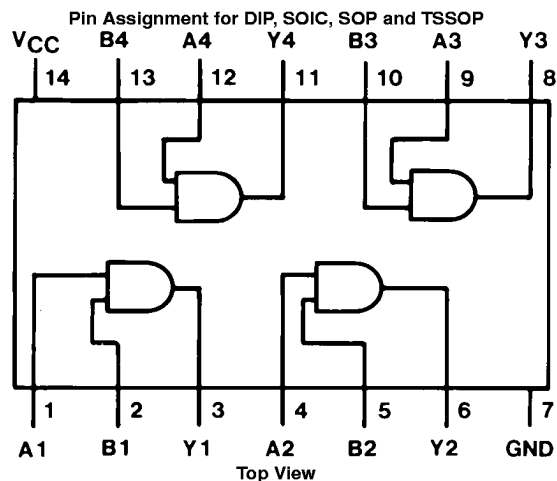 Pin Assignment for DIP, SOIC, SOP and TSSOP
VCC B4 A4 Y4 B3 A3 Y3
14 13 12 11 10 9 8
1 2 3 4 5 6 7
A1 B1 Y1 A2 B2 Y2 GND
Top View